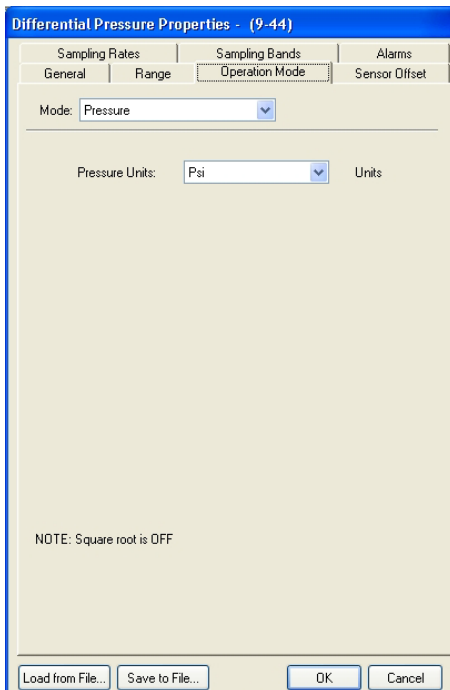 Differential Pressure Properties - (9-44)
Sampling Rates Sampling Bands Alarms
General Range Operation Mode Sensor Offset
Mode: Pressure
Pressure Units: Psi Units
NOTE: Square root is OFF
Load from File... Save to File... OK Cancel